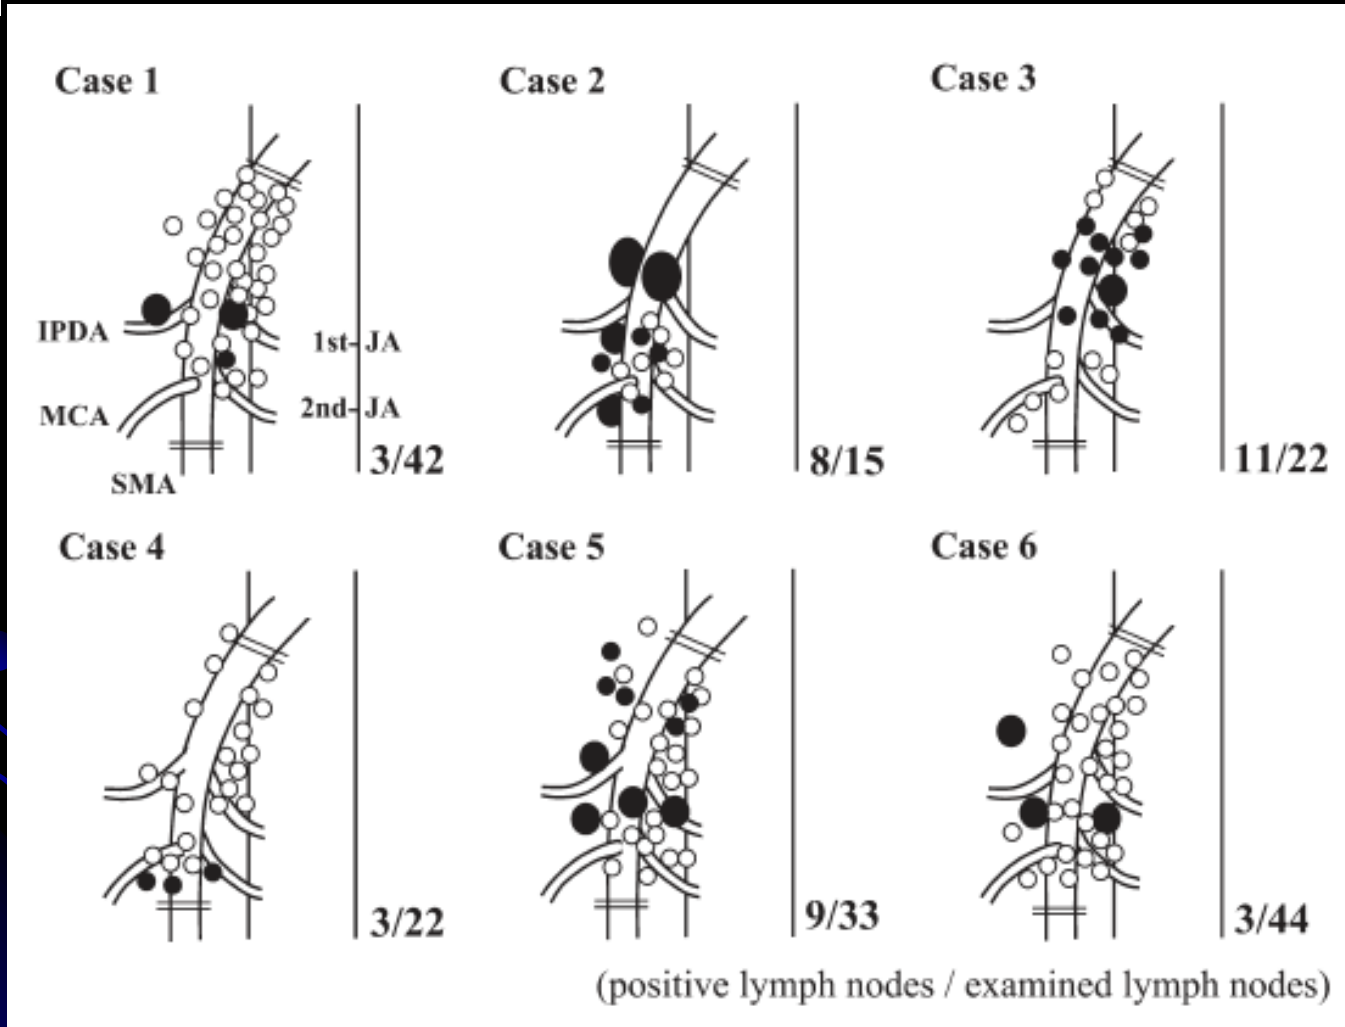 Case 1
Case 2
Case 3
IPDA
1st- JA
MCA
2nd- JA
3/42
8/15
11/22
SMA
Case 4
Case 5
Case 6
3/22
9/33
3/44
(positive lymph nodes / examined lymph nodes)